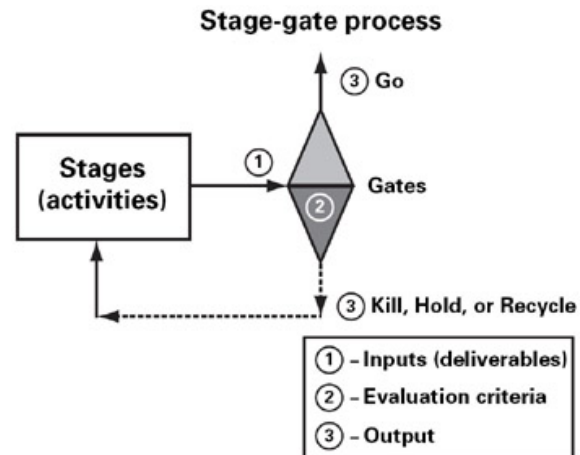 Stage-gate process
③ Go
Stages
(activities)
①
Gates
②
③ Kill, Hold, or Recycle
① – Inputs (deliverables)
② – Evaluation criteria
③ – Output